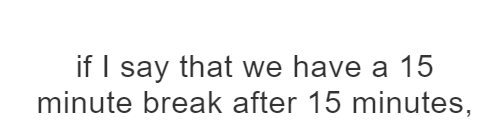 if I say that we have a 15
minute break after 15 minutes,